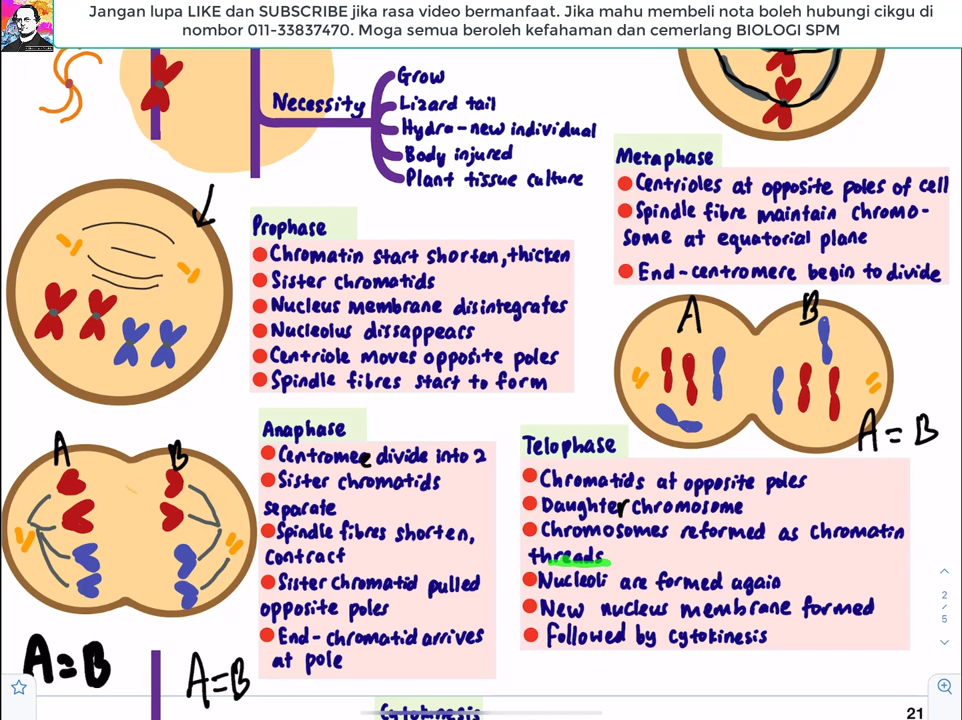 Jangan lupa LIKE dan SUBSCRIBE jika rasa video bermanfaat. Jika mahu membeli nota boleh hubungi cikgu di
nombor 011-33837470. Moga semua beroleh kefahaman dan cemerlang BIOLOGI SPM
Necessity
Grow
Lizard tail
Hydra-new individual
Body injured
Plant tissue culture
Prophase
Chromatin start shorten, thicken
Sister chromatids
Nucleus membrane disintegrates
Nucleolus dissappears
Centriole moves opposite poles
Spindle fibres start to form
Metaphase
Centrioles at opposite poles of cell
Spindle fibre maintain chromo-
some at equatorial plane
End-centromere begin to divide
A B
A = B
Anaphase
Centromee divide into 2
Sister chromatids
separate
Spindle fibres shorten,
contract
Sister chromatid pulled
opposite poles
End-chromatid arrives
at pole
A B
A=B
A=B
Telophase
Chromatids at opposite poles
Daughter chromosome
Chromosomes reformed as chromatin
threads
Nucleoli are formed again
New nucleus membrane formed
Followed by cytokinesis
Cytokinesis
2
/
5
21